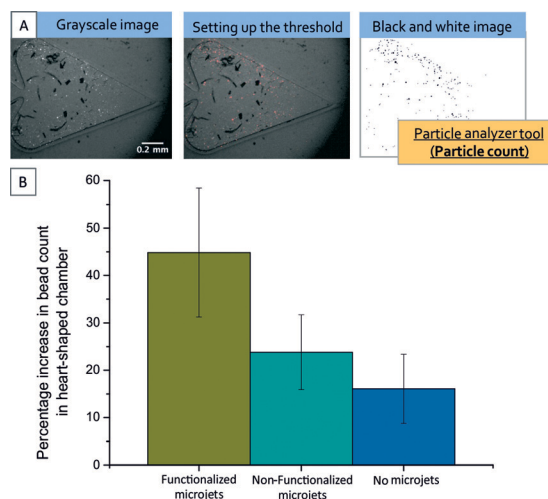 A
Grayscale image
Setting up the threshold
Black and white image
0.2 mm
Particle analyzer tool
(Particle count)
B
Percentage increase in bead count
in heart-shaped chamber
60
50
40
30
20
10
0
Functionalized
microjets
Non-Functionalized
microjets
No microjets